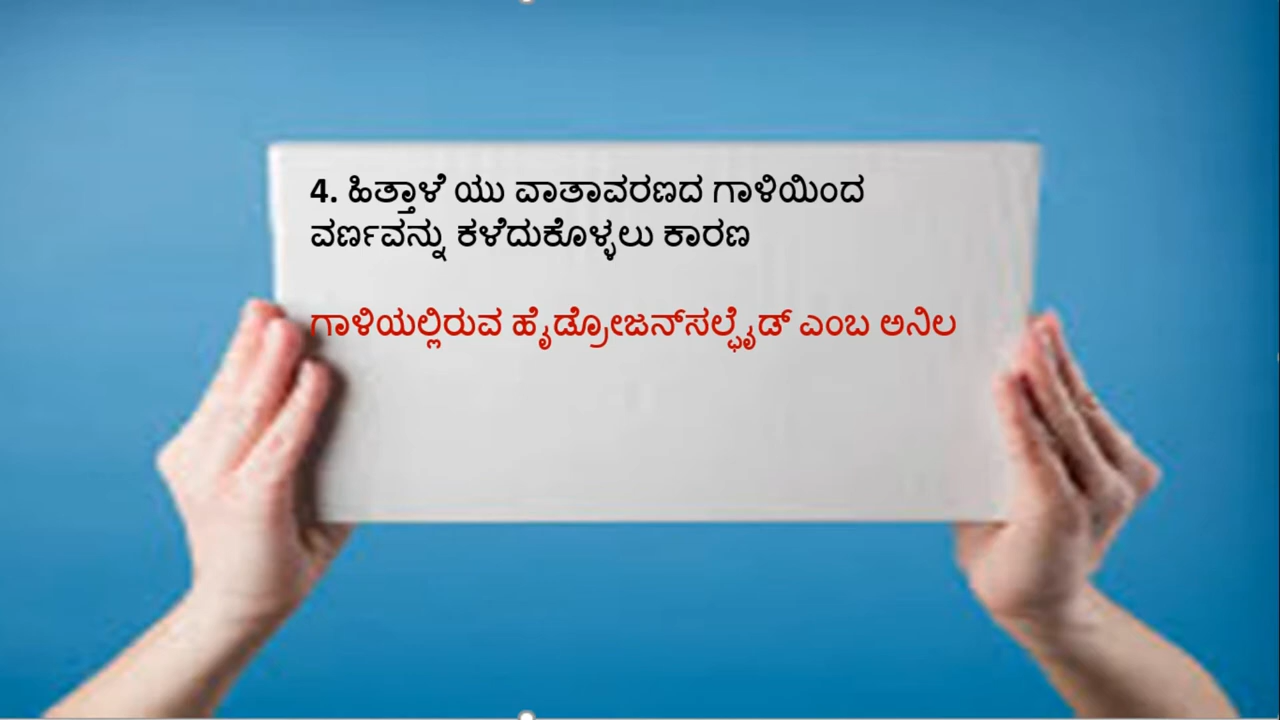 4. ಹಿತ್ತಾಳೆ ಯು ವಾತಾವರಣದ ಗಾಳಿಯಿಂದ
ವರ್ಣವನ್ನು ಕಳೆದುಕೊಳ್ಳಲು ಕಾರಣ
ಗಾಳಿಯಲ್ಲಿರುವ ಹೈಡ್ರೋಜನ್‌ಸಲ್ಫೈಡ್ ಎಂಬ ಅನಿಲ